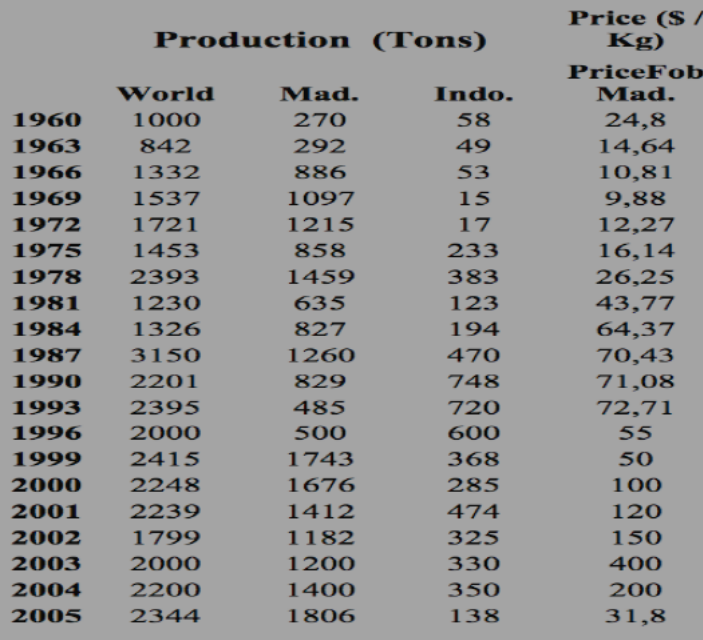 Price ($ /
Production (Tons) Kg)
PriceFob
World Mad. Indo. Mad.
1960 1000 270 58 24,8
1963 842 292 49 14,64
1966 1332 886 53 10,81
1969 1537 1097 15 9,88
1972 1721 1215 17 12,27
1975 1453 858 233 16,14
1978 2393 1459 383 26,25
1981 1230 635 123 43,77
1984 1326 827 194 64,37
1987 3150 1260 470 70,43
1990 2201 829 748 71,08
1993 2395 485 720 72,71
1996 2000 500 600 55
1999 2415 1743 368 50
2000 2248 1676 285 100
2001 2239 1412 474 120
2002 1799 1182 325 150
2003 2000 1200 330 400
2004 2200 1400 350 200
2005 2344 1806 138 31,8